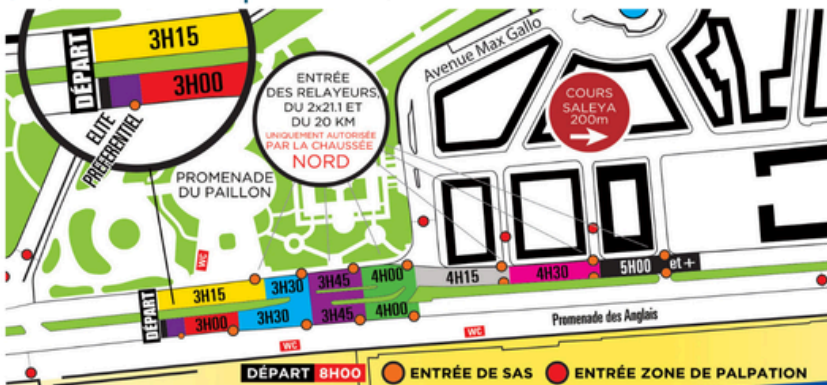 3H15
DÉPART
3H00
ELITE
PREFERENTIEL
ENTRÉE
DES RELAYEURS,
DU 2x21.1 ET
DU 20 KM
UNIQUEMENT AUTORISÉE
PAR LA CHAUSSÉE
NORD
Avenue Max Gallo
COURS
SALEYA
200m
PROMENADE
DU PAILLON
WC
DÉPART
3H15
3H30
3H45
4H00
4H15
4H30
5H00 et +
3H00
3H30
3H45
4H00
Promenade des Anglais
WC
WC
DÉPART 8H00
ENTRÉE DE SAS
ENTRÉE ZONE DE PALPATION